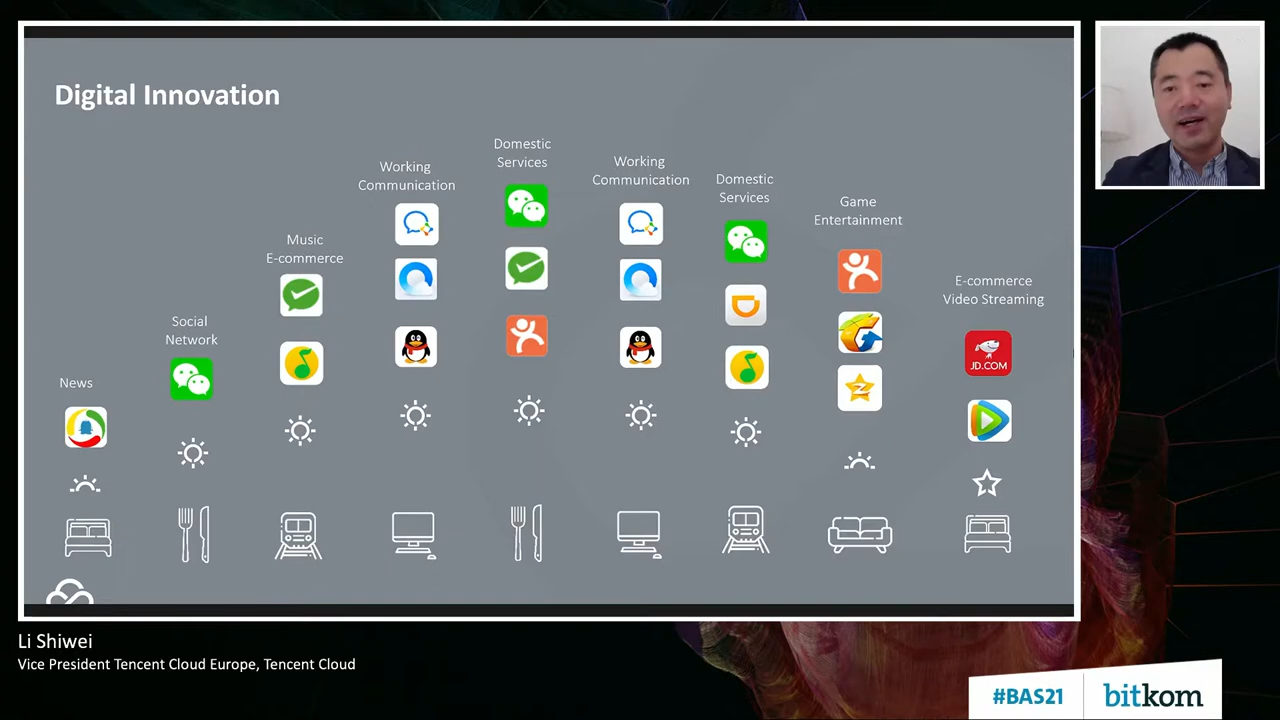 Digital Innovation
News
Social
Network
Music
E-commerce
Working
Communication
Domestic
Services
Working
Communication
Domestic
Services
Game
Entertainment
E-commerce
Video Streaming
JD.COM
Li Shiwei
Vice President Tencent Cloud Europe, Tencent Cloud
#BAS21
bitkom